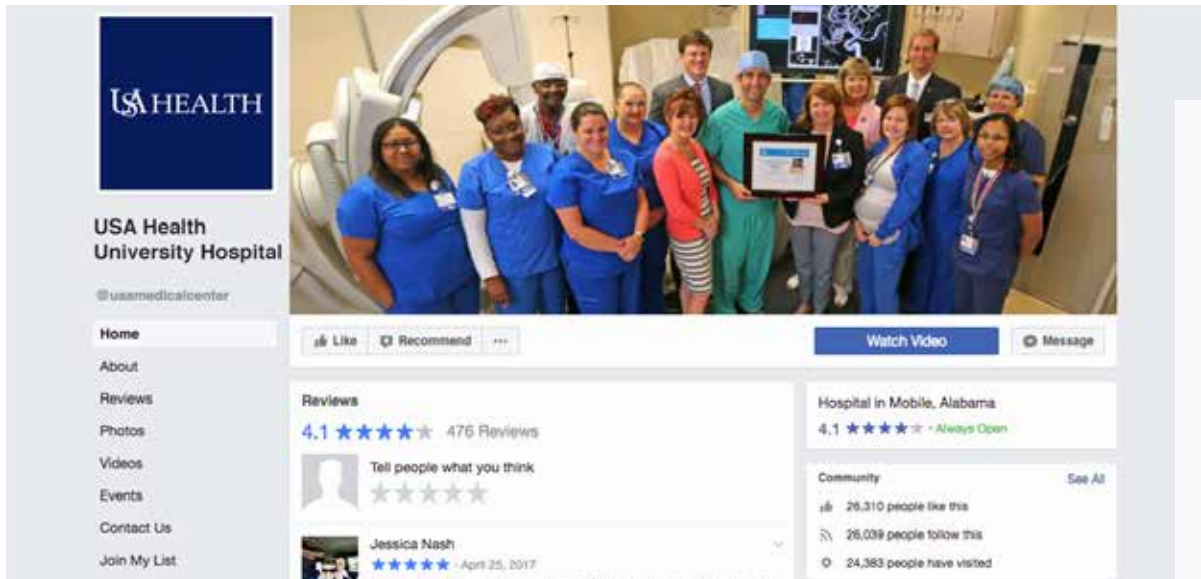 USA HEALTH
USA Health
University Hospital
@usamedicalcenter
Home
About
Reviews
Photos
Videos
Events
Contact Us
Join My List
Like Recommend ...
Watch Video
Message
Reviews
4.1 476 Reviews
Tell people what you think
Jessica Nash
- April 25, 2017
Hospital in Mobile, Alabama
4.1 · Always Open
Community See All
26,310 people like this
26,039 people follow this
24,383 people have visited